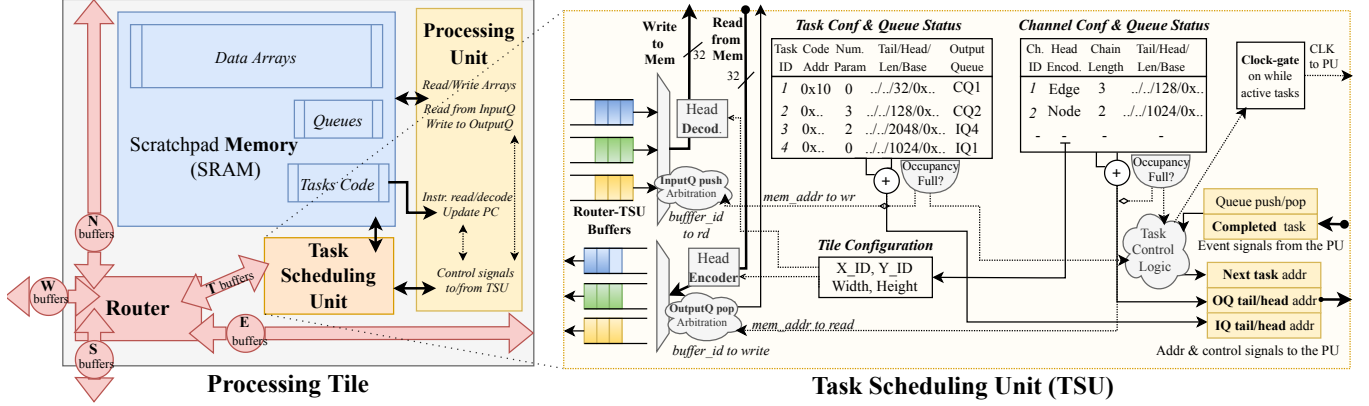 Data Arrays
Queues
Scratchpad Memory
(SRAM)
Tasks Code
Processing
Unit
Read/Write Arrays
Read from InputQ
Write to OutputQ
Instr. read/decode
Update PC
Control signals
to/from TSU
Task
Scheduling
Unit
N
buffers
W
buffers
T buffers
Router
E
buffers
S
buffers
Processing Tile
Write to
Mem
32
Read
from
Mem
32
Head
Decod.
InputQ push
Arbitration
bufffer_id
to rd
Router-TSU
Buffers
Head
Encoder
OutputQ pop
Arbitration
buffer_id to write
mem_addr to wr
mem_addr to read
Task Conf & Queue Status
Task Code Num. Tail/Head/ Output
ID Addr Param Len/Base Queue
1 0x10 0 ../../32/0x.. CQ1
2 0x.. 3 ../../128/0x.. CQ2
3 0x.. 2 ../../2048/0x.. IQ4
4 0x.. 0 ../../1024/0x.. IQ1
+
Occupancy
Full?
Tile Configuration
X_ID, Y_ID
Width, Height
Channel Conf & Queue Status
Ch. Head Chain Tail/Head/
ID Encod. Length Len/Base
1 Edge 3 ../../128/0x..
2 Node 2 ../../1024/0x..
- - - -
+
Occupancy
Full?
Clock-gate
on while
active tasks
CLK
to PU
Task
Control
Logic
Queue push/pop
Completed task
Event signals from the PU
Next task addr
OQ tail/head addr
IQ tail/head addr
Addr & control signals to the PU
Task Scheduling Unit (TSU)